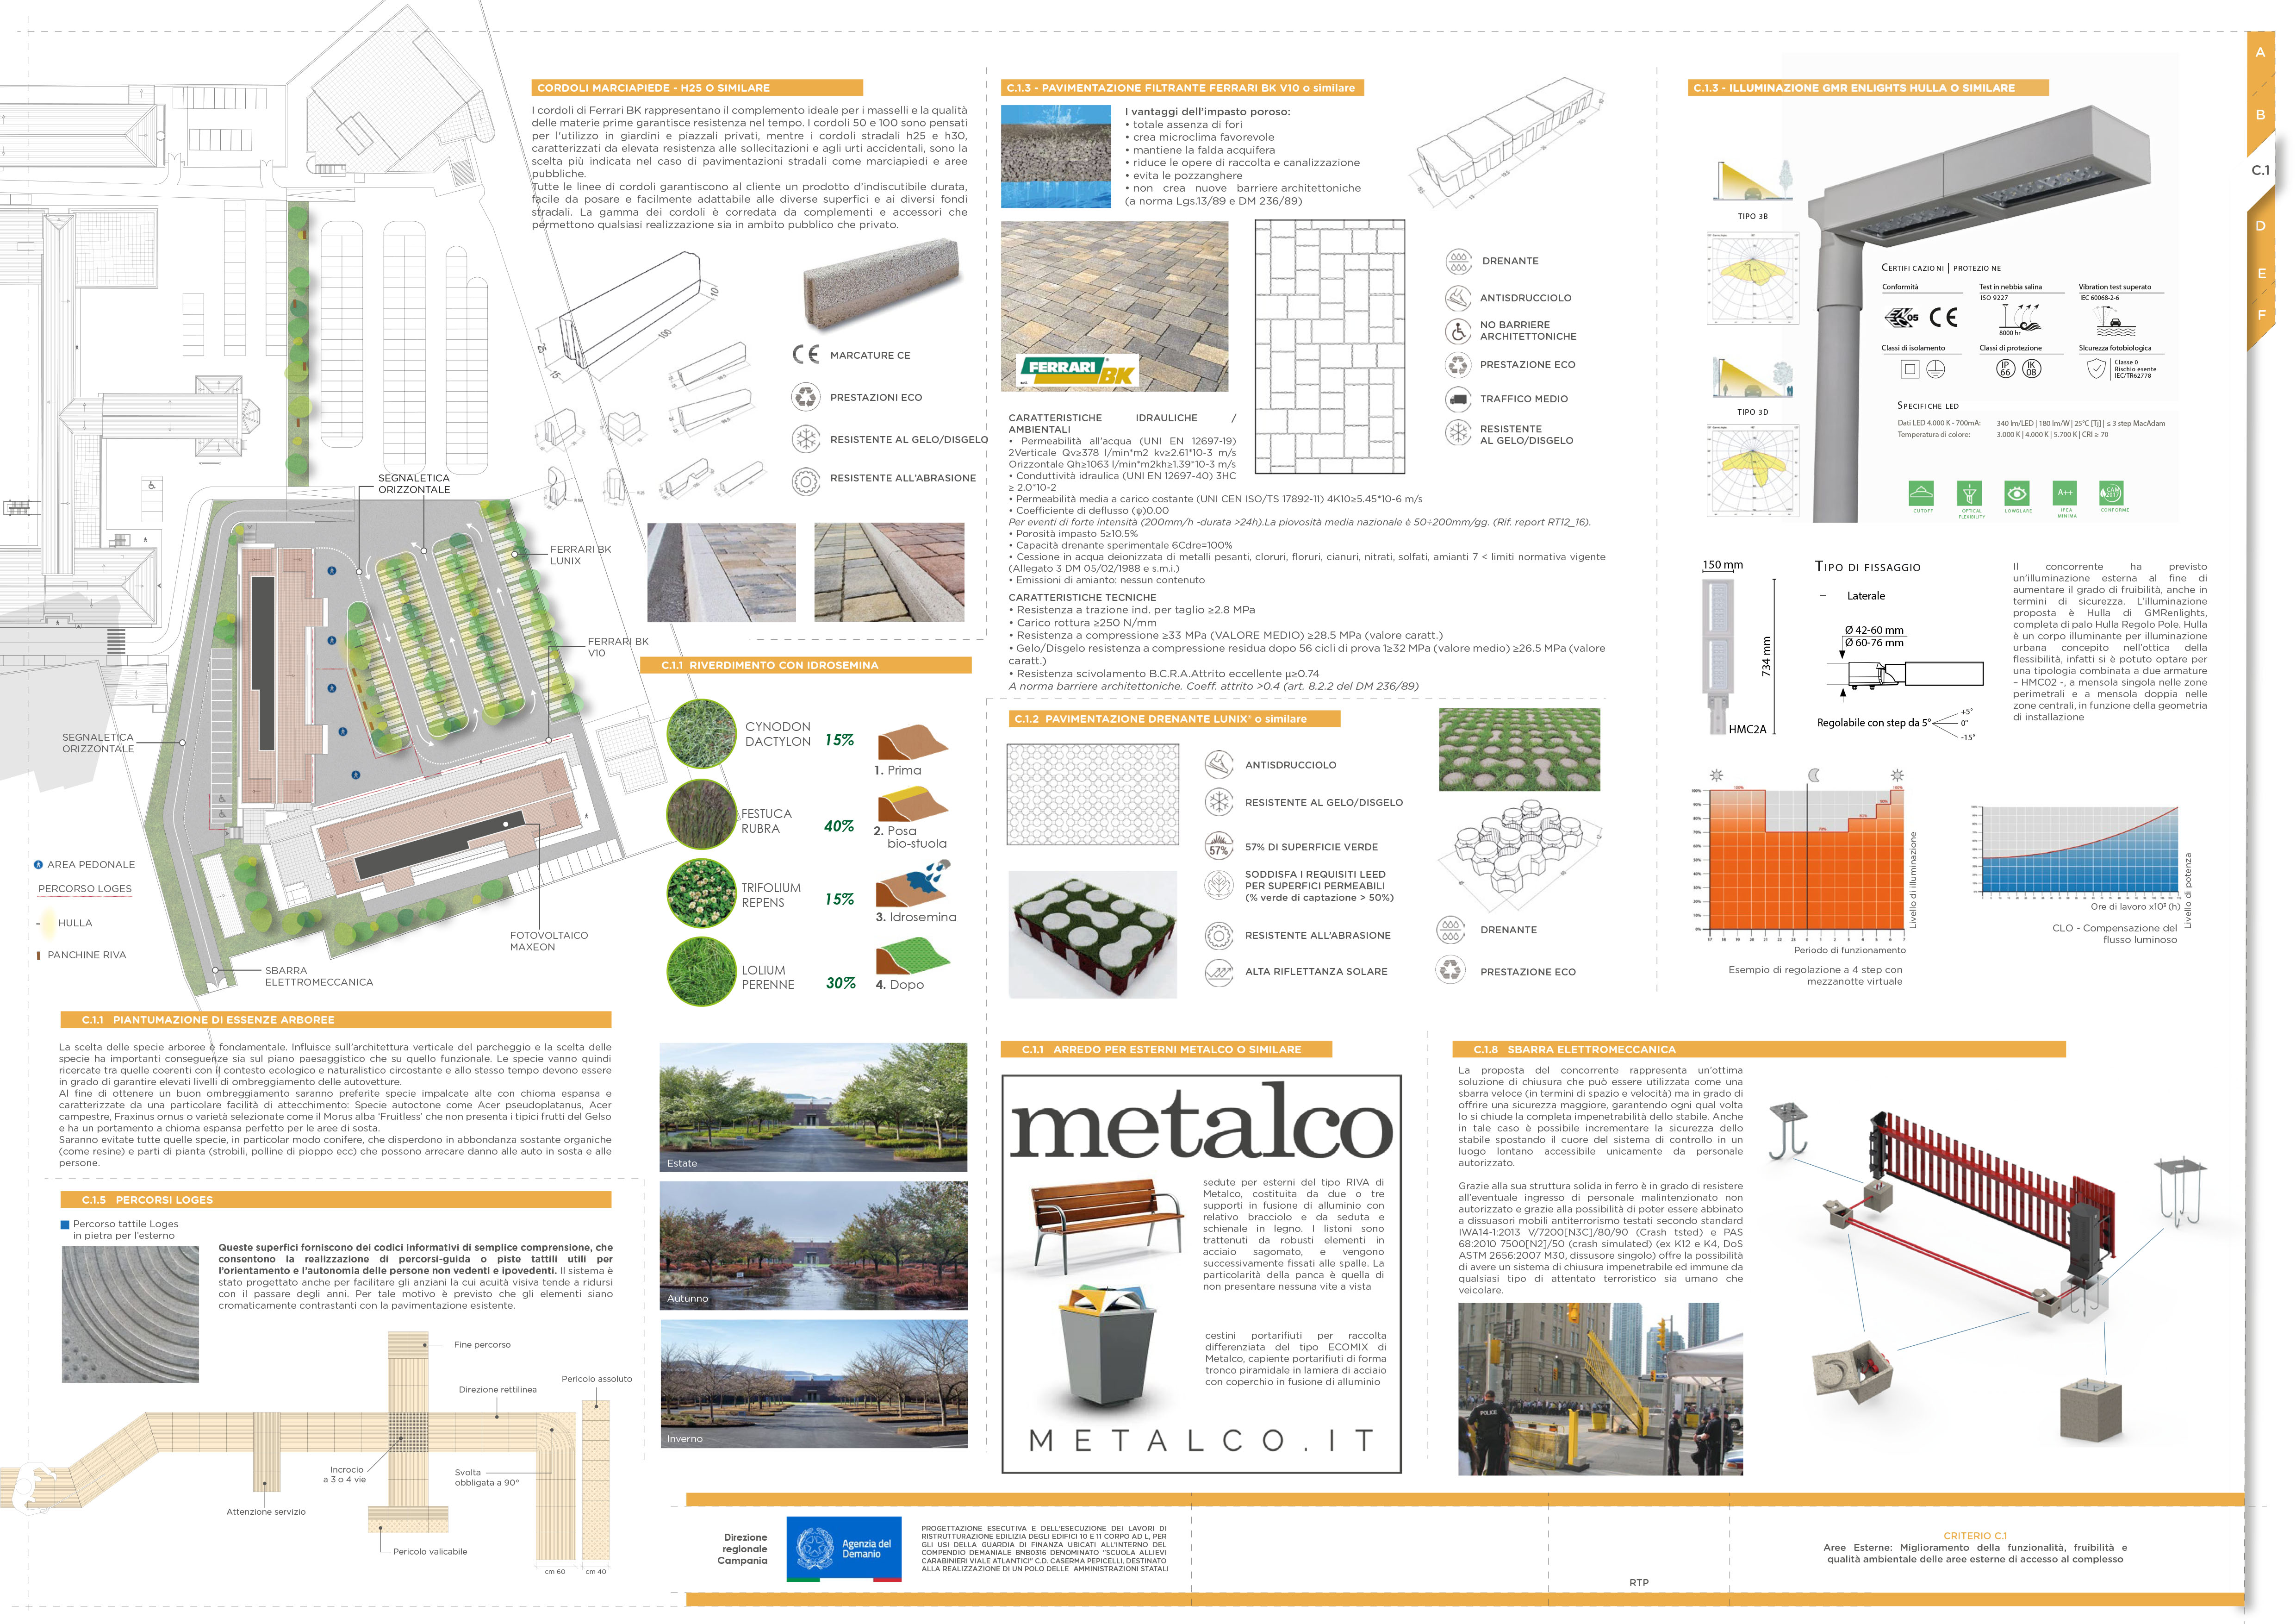 CORDOLI MARCIAPIEDE - H25 O SIMILARE
I cordoli di Ferrari BK rappresentano il complemento ideale per i masselli e la qualità
delle materie prime garantisce resistenza nel tempo. I cordoli 50 e 100 sono pensati
per l'utilizzo in giardini e piazzali privati, mentre i cordoli stradali h25 e h30,
caratterizzati da elevata resistenza alle sollecitazioni e agli urti accidentali, sono la
scelta più indicata nel caso di pavimentazioni stradali come marciapiedi e aree
pubbliche.
Tutte le linee di cordoli garantiscono al cliente un prodotto d'indiscutibile durata,
facile da posare e facilmente adattabile alle diverse superfici e ai diversi fondi
stradali. La gamma dei cordoli è corredata da complementi e accessori che
permettono qualsiasi realizzazione sia in ambito pubblico che privato.
25
15
100
10
MARCATURE CE
PRESTAZIONI ECO
RESISTENTE AL GELO/DISGELO
RESISTENTE ALL'ABRASIONE
SEGNALETICA
ORIZZONTALE
FERRARI BK
LUNIX
FERRARI BK
V10
SEGNALETICA
ORIZZONTALE
FOTOVOLTAICO
MAXEON
SBARRA
ELETTROMECCANICA
AREA PEDONALE
PERCORSO LOGES
HULLA
PANCHINE RIVA
C.1.1 RIVERDIMENTO CON IDROSEMINA
CYNODON
DACTYLON 15%
1. Prima
FESTUCA
RUBRA 40%
2. Posa
bio-stuola
TRIFOLIUM
REPENS 15%
3. Idrosemina
LOLIUM
PERENNE 30%
4. Dopo
C.1.3 - PAVIMENTAZIONE FILTRANTE FERRARI BK V10 o similare
I vantaggi dell'impasto poroso:
• totale assenza di fori
• crea microclima favorevole
• mantiene la falda acquifera
• riduce le opere di raccolta e canalizzazione
• evita le pozzanghere
• non crea nuove barriere architettoniche
(a norma Lgs.13/89 e DM 236/89)
FERRARI
BK
DRENANTE
ANTISDRUCCIOLO
NO BARRIERE
ARCHITETTONICHE
PRESTAZIONE ECO
TRAFFICO MEDIO
RESISTENTE
AL GELO/DISGELO
CARATTERISTICHE IDRAULICHE /
AMBIENTALI
• Permeabilità all'acqua (UNI EN 12697-19)
2Verticale Qv≥378 l/min*m2 kv≥2.61*10-3 m/s
Orizzontale Qh≥1063 l/min*m2kh≥1.39*10-3 m/s
• Conduttività idraulica (UNI EN 12697-40) 3HC
≥ 2.0*10-2
• Permeabilità media a carico costante (UNI CEN ISO/TS 17892-11) 4K10≥5.45*10-6 m/s
• Coefficiente di deflusso (ψ)0.00
Per eventi di forte intensità (200mm/h -durata >24h).La piovosità media nazionale è 50÷200mm/gg. (Rif. report RT12_16).
• Porosità impasto 5≥10.5%
• Capacità drenante sperimentale 6Cdre=100%
• Cessione in acqua deionizzata di metalli pesanti, cloruri, floruri, cianuri, nitrati, solfati, amianti 7 < limiti normativa vigente
(Allegato 3 DM 05/02/1988 e s.m.i.)
• Emissioni di amianto: nessun contenuto
CARATTERISTICHE TECNICHE
• Resistenza a trazione ind. per taglio ≥2.8 MPa
• Carico rottura ≥250 N/mm
• Resistenza a compressione ≥33 MPa (VALORE MEDIO) ≥28.5 MPa (valore caratt.)
• Gelo/Disgelo resistenza a compressione residua dopo 56 cicli di prova 1≥32 MPa (valore medio) ≥26.5 MPa (valore
caratt.)
• Resistenza scivolamento B.C.R.A.Attrito eccellente μ≥0.74
A norma barriere architettoniche. Coeff. attrito >0.4 (art. 8.2.2 del DM 236/89)
C.1.2 PAVIMENTAZIONE DRENANTE LUNIX® o similare
ANTISDRUCCIOLO
RESISTENTE AL GELO/DISGELO
57%
57% DI SUPERFICIE VERDE
SODDISFA I REQUISITI LEED
PER SUPERFICI PERMEABILI
(% verde di captazione > 50%)
RESISTENTE ALL'ABRASIONE
ALTA RIFLETTANZA SOLARE
DRENANTE
PRESTAZIONE ECO
C.1.3 - ILLUMINAZIONE GMR ENLIGHTS HULLA O SIMILARE
TIPO 3B
TIPO 3D
CERTIFICAZIONI | PROTEZIONE
Conformità
Test in nebbia salina
ISO 9227
8000 hr
Vibration test superato
IEC 60068-2-6
05
CE
Classi di isolamento
Classi di protezione
IP
66
IK
08
SIcurezza fotobiologica
Classe 0
Rischio esente
IEC/TR62778
SPECIFICHE LED
Dati LED 4.000 K - 700mA: 340 lm/LED | 180 lm/W | 25°C [Tj] | ≤ 3 step MacAdam
Temperatura di colore: 3.000 K | 4.000 K | 5.700 K | CRI ≥ 70
CUTOFF
OPTICAL
FLEXIBILITY
LOWGLARE
A++
IPEA
MINIMA
CAM
2017
CONFORME
150 mm
734 mm
HMC2A
TIPO DI FISSAGGIO
– Laterale
Ø 42-60 mm
Ø 60-76 mm
Regolabile con step da 5°
+5°
0°
-15°
Il concorrente ha previsto
un'illuminazione esterna al fine di
aumentare il grado di fruibilità, anche in
termini di sicurezza. L'illuminazione
proposta è Hulla di GMRenlights,
completa di palo Hulla Regolo Pole. Hulla
è un corpo illuminante per illuminazione
urbana concepito nell'ottica della
flessibilità, infatti si è potuto optare per
una tipologia combinata a due armature
- HMC02 -, a mensola singola nelle zone
perimetrali e a mensola doppia nelle
zone centrali, in funzione della geometria
di installazione
Livello di illuminazione
Periodo di funzionamento
Esempio di regolazione a 4 step con
mezzanotte virtuale
Livello di potenza
Ore di lavoro x10³ (h)
CLO - Compensazione del
flusso luminoso
A
B
C.1
D
E
F
C.1.1 PIANTUMAZIONE DI ESSENZE ARBOREE
La scelta delle specie arboree è fondamentale. Influisce sull'architettura verticale del parcheggio e la scelta delle
specie ha importanti conseguenze sia sul piano paesaggistico che su quello funzionale. Le specie vanno quindi
ricercate tra quelle coerenti con il contesto ecologico e naturalistico circostante e allo stesso tempo devono essere
in grado di garantire elevati livelli di ombreggiamento delle autovetture.
Al fine di ottenere un buon ombreggiamento saranno preferite specie impalcate alte con chioma espansa e
caratterizzate da una particolare facilità di attecchimento: Specie autoctone come Acer pseudoplatanus, Acer
campestre, Fraxinus ornus o varietà selezionate come il Morus alba 'Fruitless' che non presenta i tipici frutti del Gelso
e ha un portamento a chioma espansa perfetto per le aree di sosta.
Saranno evitate tutte quelle specie, in particolar modo conifere, che disperdono in abbondanza sostante organiche
(come resine) e parti di pianta (strobili, polline di pioppo ecc) che possono arrecare danno alle auto in sosta e alle
persone.
C.1.5 PERCORSI LOGES
Percorso tattile Loges
in pietra per l'esterno
Queste superfici forniscono dei codici informativi di semplice comprensione, che
consentono la realizzazione di percorsi-guida o piste tattili utili per
l'orientamento e l'autonomia delle persone non vedenti e ipovedenti. Il sistema è
stato progettato anche per facilitare gli anziani la cui acuità visiva tende a ridursi
con il passare degli anni. Per tale motivo è previsto che gli elementi siano
cromaticamente contrastanti con la pavimentazione esistente.
Fine percorso
Direzione rettilinea
Pericolo assoluto
Incrocio
a 3 o 4 vie
Svolta
obbligata a 90°
Attenzione servizio
Pericolo valicabile
cm 60
cm 40
Estate
Autunno
Inverno
C.1.1 ARREDO PER ESTERNI METALCO O SIMILARE
metalco
sedute per esterni del tipo RIVA di
Metalco, costituita da due o tre
supporti in fusione di alluminio con
relativo bracciolo e da seduta e
schienale in legno. I listoni sono
trattenuti da robusti elementi in
acciaio sagomato, e vengono
successivamente fissati alle spalle. La
particolarità della panca è quella di
non presentare nessuna vite a vista
cestini portarifiuti per raccolta
differenziata del tipo ECOMIX di
Metalco, capiente portarifiuti di forma
tronco piramidale in lamiera di acciaio
con coperchio in fusione di alluminio
METALCO.IT
C.1.8 SBARRA ELETTROMECCANICA
La proposta del concorrente rappresenta un'ottima
soluzione di chiusura che può essere utilizzata come una
sbarra veloce (in termini di spazio e velocità) ma in grado di
offrire una sicurezza maggiore, garantendo ogni qual volta
lo si chiude la completa impenetrabilità dello stabile. Anche
in tale caso è possibile incrementare la sicurezza dello
stabile spostando il cuore del sistema di controllo in un
luogo lontano accessibile unicamente da personale
autorizzato.
Grazie alla sua struttura solida in ferro è in grado di resistere
all'eventuale ingresso di personale malintenzionato non
autorizzato e grazie alla possibilità di poter essere abbinato
a dissuasori mobili antiterrorismo testati secondo standard
IWA14-1:2013 V/7200[N3C]/80/90 (Crash tsted) e PAS
68:2010 7500[N2]/50 (crash simulated) (ex K12 e K4, DoS
ASTM 2656:2007 M30, dissusore singolo) offre la possibilità
di avere un sistema di chiusura impenetrabile ed immune da
qualsiasi tipo di attentato terroristico sia umano che
veicolare.
POLICE
Direzione
regionale
Campania
Agenzia del
Demanio
PROGETTAZIONE ESECUTIVA E DELL'ESECUZIONE DEI LAVORI DI
RISTRUTTURAZIONE EDILIZIA DEGLI EDIFICI 10 E 11 CORPO AD L, PER
GLI USI DELLA GUARDIA DI FINANZA UBICATI ALL'INTERNO DEL
COMPENDIO DEMANIALE BNB0316 DENOMINATO "SCUOLA ALLIEVI
CARABINIERI VIALE ATLANTICI" C.D. CASERMA PEPICELLI, DESTINATO
ALLA REALIZZAZIONE DI UN POLO DELLE AMMINISTRAZIONI STATALI
RTP
CRITERIO C.1
Aree Esterne: Miglioramento della funzionalità, fruibilità e
qualità ambientale delle aree esterne di accesso al complesso